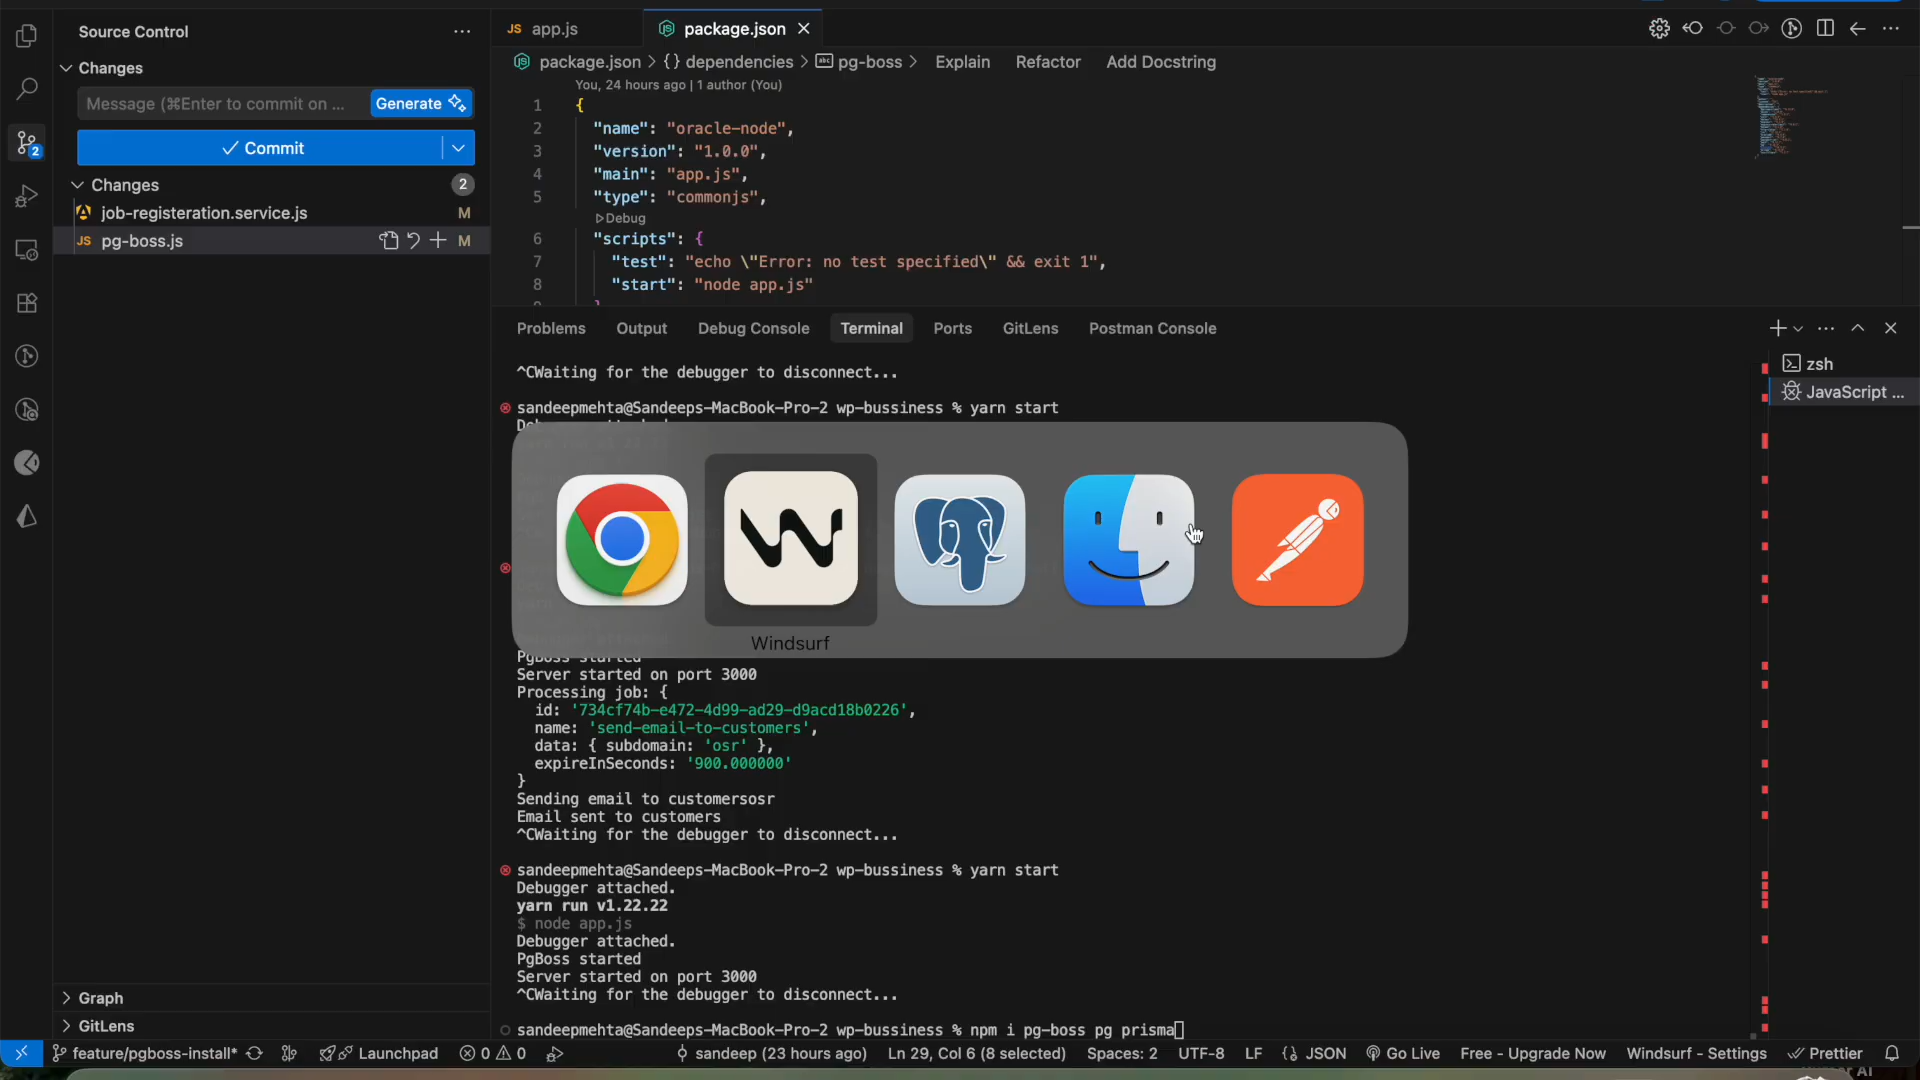 Source Control
Changes
Message (⌘Enter to commit on ...
Generate
Commit
Changes
2
job-registeration.service.js
M
pg-boss.js
M
2
Graph
GitLens
JS app.js
package.json
package.json > {} dependencies > pg-boss > Explain Refactor Add Docstring
You, 24 hours ago | 1 author (You)
1 {
2 "name": "oracle-node",
3 "version": "1.0.0",
4 "main": "app.js",
5 "type": "commonjs",
Debug
6 "scripts": {
7 "test": "echo \"Error: no test specified\" && exit 1",
8 "start": "node app.js"
Problems Output Debug Console Terminal Ports GitLens Postman Console
zsh
JavaScript ...
^CWaiting for the debugger to disconnect...
sandeepmehta@Sandeeps-MacBook-Pro-2 wp-bussiness % yarn start
Windsurf
PgBoss started
Server started on port 3000
Processing job: {
id: '734cf74b-e472-4d99-ad29-d9acd18b0226',
name: 'send-email-to-customers',
data: { subdomain: 'osr' },
expireInSeconds: '900.000000'
}
Sending email to customersosr
Email sent to customers
^CWaiting for the debugger to disconnect...
sandeepmehta@Sandeeps-MacBook-Pro-2 wp-bussiness % yarn start
Debugger attached.
yarn run v1.22.22
$ node app.js
Debugger attached.
PgBoss started
Server started on port 3000
^CWaiting for the debugger to disconnect...
sandeepmehta@Sandeeps-MacBook-Pro-2 wp-bussiness % npm i pg-boss pg prisma
feature/pgboss-install* Launchpad 0 0 sandeep (23 hours ago) Ln 29, Col 6 (8 selected) Spaces: 2 UTF-8 LF {} JSON Go Live Free - Upgrade Now Windsurf - Settings Prettier